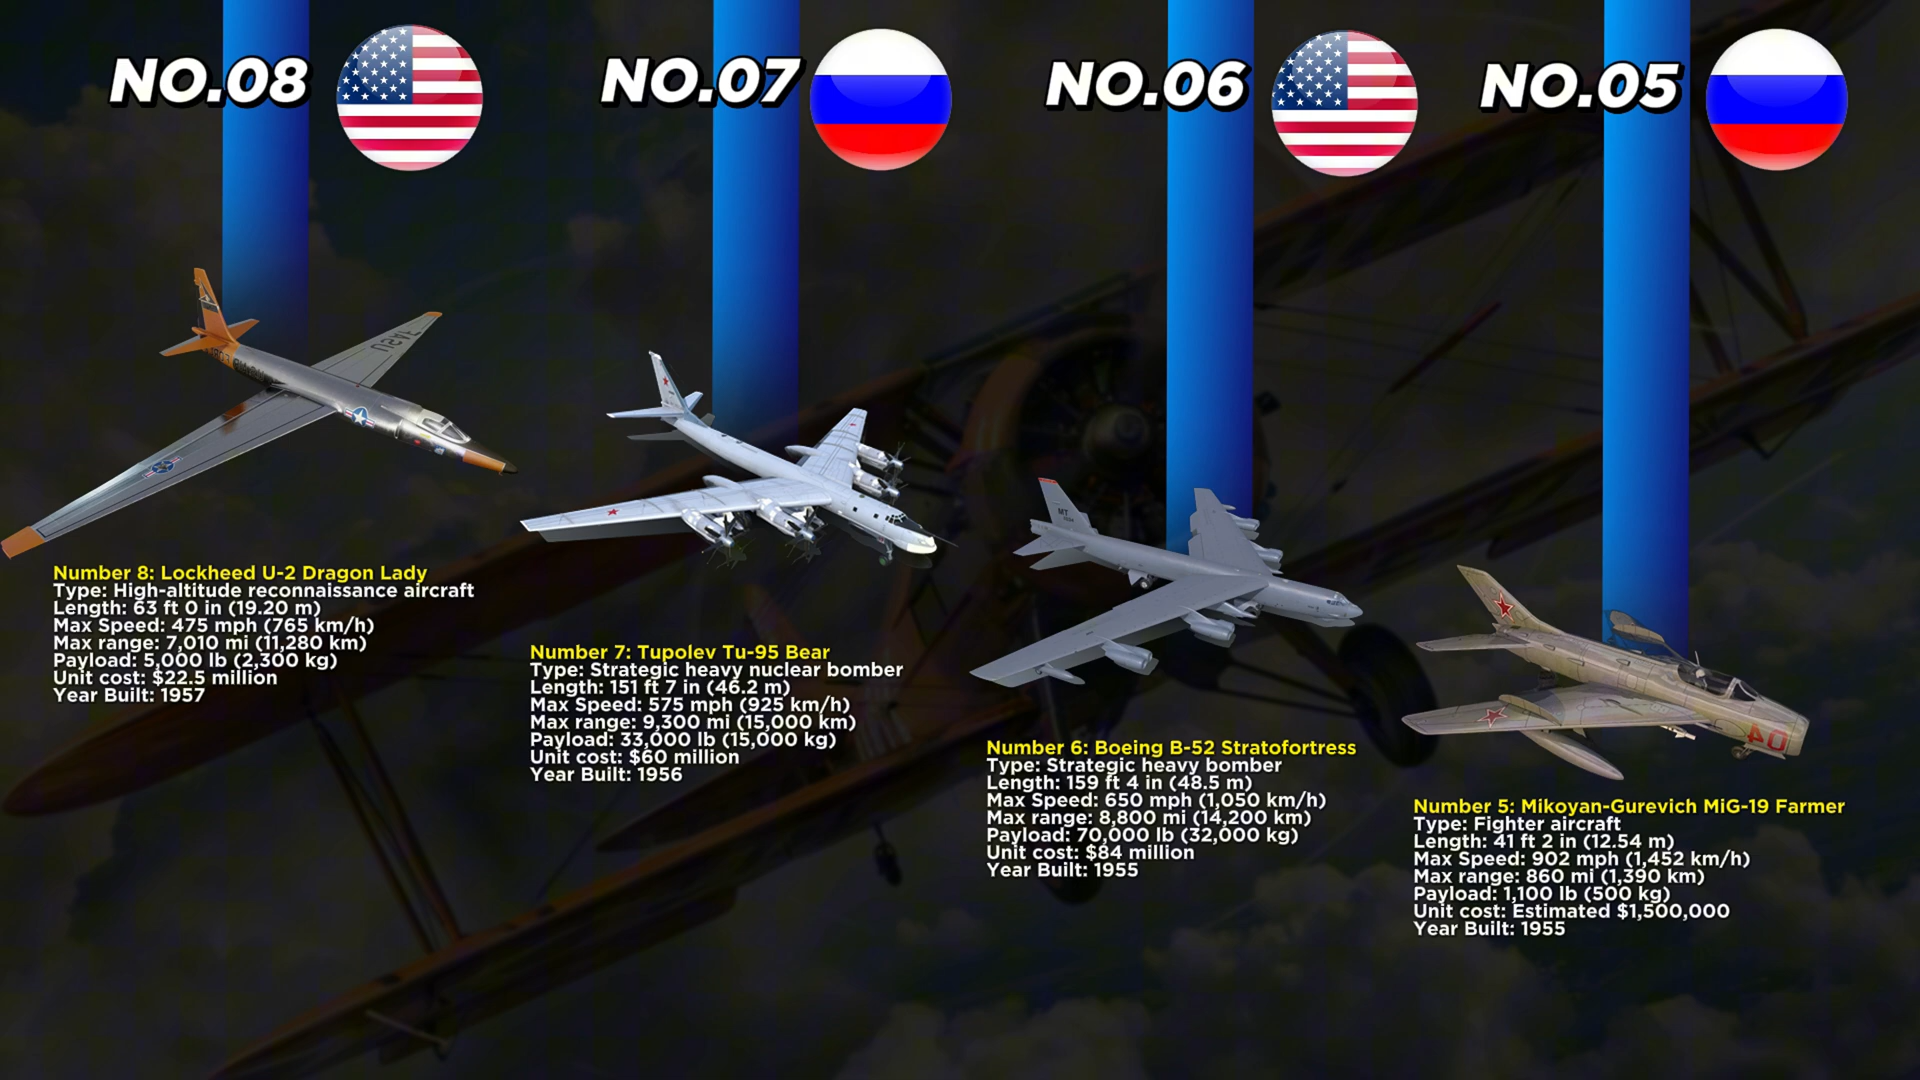 NO.08
NO.07
NO.06
NO.05
Number 8: Lockheed U-2 Dragon Lady
Type: High-altitude reconnaissance aircraft
Length: 63 ft 0 in (19.20 m)
Max Speed: 475 mph (765 km/h)
Max range: 7,010 mi (11,280 km)
Payload: 5,000 lb (2,300 kg)
Unit cost: $22.5 million
Year Built: 1957
Number 7: Tupolev Tu-95 Bear
Type: Strategic heavy nuclear bomber
Length: 151 ft 7 in (46.2 m)
Max Speed: 575 mph (925 km/h)
Max range: 9,300 mi (15,000 km)
Payload: 33,000 lb (15,000 kg)
Unit cost: $60 million
Year Built: 1956
MT
Number 6: Boeing B-52 Stratofortress
Type: Strategic heavy bomber
Length: 159 ft 4 in (48.5 m)
Max Speed: 650 mph (1,050 km/h)
Max range: 8,800 mi (14,200 km)
Payload: 70,000 lb (32,000 kg)
Unit cost: $84 million
Year Built: 1955
04
Number 5: Mikoyan-Gurevich MiG-19 Farmer
Type: Fighter aircraft
Length: 41 ft 2 in (12.54 m)
Max Speed: 902 mph (1,452 km/h)
Max range: 860 mi (1,390 km)
Payload: 1,100 lb (500 kg)
Unit cost: Estimated $1,500,000
Year Built: 1955